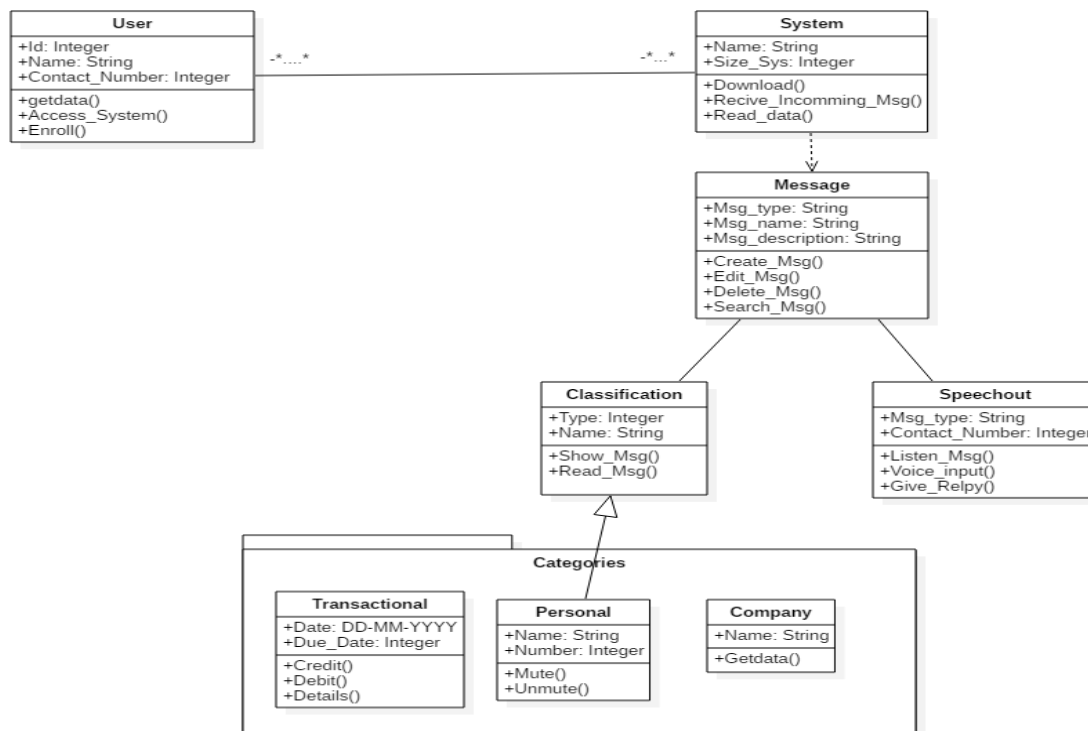 User
+Id: Integer
+Name: String
+Contact_Number: Integer
+getdata()
+Access_System()
+Enroll()
-*....*
-*...*
System
+Name: String
+Size_Sys: Integer
+Download()
+Recive_Incomming_Msg()
+Read_data()
Message
+Msg_type: String
+Msg_name: String
+Msg_description: String
+Create_Msg()
+Edit_Msg()
+Delete_Msg()
+Search_Msg()
Classification
+Type: Integer
+Name: String
+Show_Msg()
+Read_Msg()
Speechout
+Msg_type: String
+Contact_Number: Integer
+Listen_Msg()
+Voice_input()
+Give_Relpy()
Categories
Transactional
+Date: DD-MM-YYYY
+Due_Date: Integer
+Credit()
+Debit()
+Details()
Personal
+Name: String
+Number: Integer
+Mute()
+Unmute()
Company
+Name: String
+Getdata()